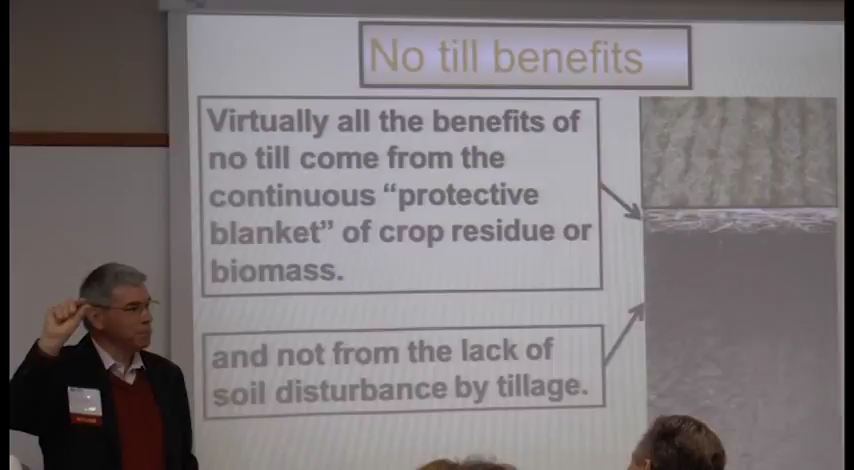 No till benefits
Virtually all the benefits of
no till come from the
continuous “protective
blanket” of crop residue or
biomass.
and not from the lack of
soil disturbance by tillage.